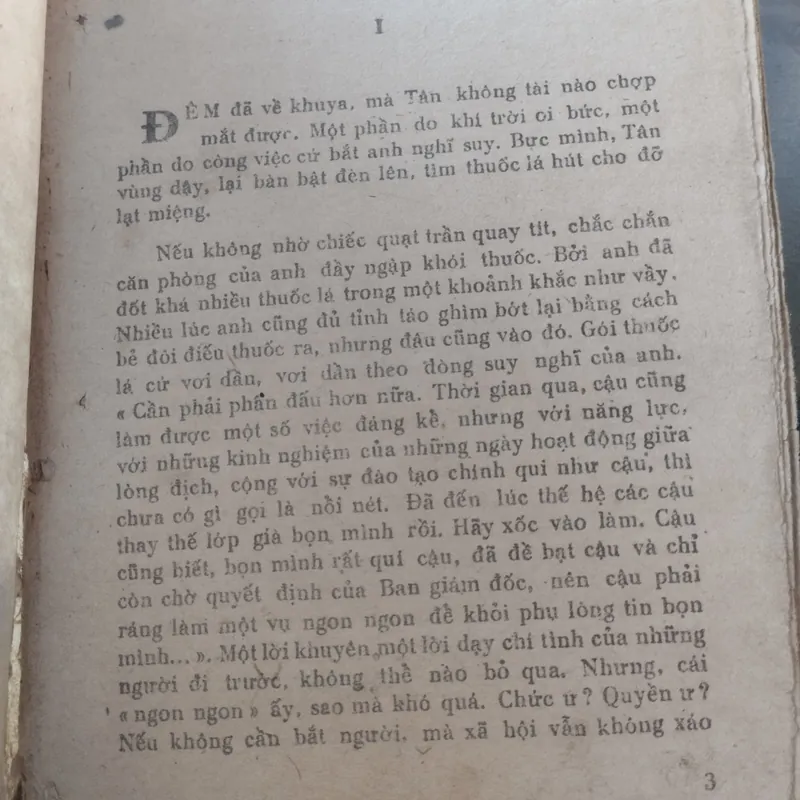 I
ĐÊM đã về khuya, mà Tân không tài nào chợp
mắt được. Một phần do khí trời oi bức, một
phần do công việc cứ bắt anh nghĩ suy. Bực mình, Tân
vùng dậy, lại bàn bật đèn lên, tìm thuốc lá hút cho đỡ
lạt miệng.
Nếu không nhờ chiếc quạt trần quay tít, chắc chắn
căn phòng của anh đầy ngập khói thuốc. Bởi anh đã
đốt khá nhiều thuốc lá trong một khoảnh khắc như vầy.
Nhiều lúc anh cũng đủ tỉnh táo ghìm bớt lại bằng cách
bẻ đôi điếu thuốc ra, nhưng đâu cũng vào đó. Gói thuốc
lá cứ vơi dần, vơi dần theo dòng suy nghĩ của anh.
« Cần phải phấn đấu hơn nữa. Thời gian qua, cậu cũng
làm được một số việc đáng kể, nhưng với năng lực,
với những kinh nghiệm của những ngày hoạt động giữa
lòng địch, cộng với sự đào tạo chính qui như cậu, thì
chưa có gì gọi là nổi nét. Đã đến lúc thế hệ các cậu
thay thế lớp già bọn mình rồi. Hãy xốc vào làm. Cậu
cũng biết, bọn mình rất quí cậu, đã đề bạt cậu và chỉ
còn chờ quyết định của Ban giám đốc, nên cậu phải
ráng làm một vụ ngon ngon để khỏi phụ lòng tin bọn
mình... ». Một lời khuyên, một lời dạy chí tình của những
người đi trước, không thể nào bỏ qua. Nhưng, cái
« ngon ngon » ấy, sao mà khó quá. Chức ư ? Quyền ư ?
Nếu không cần bắt người, mà xã hội vẫn không xáo
3